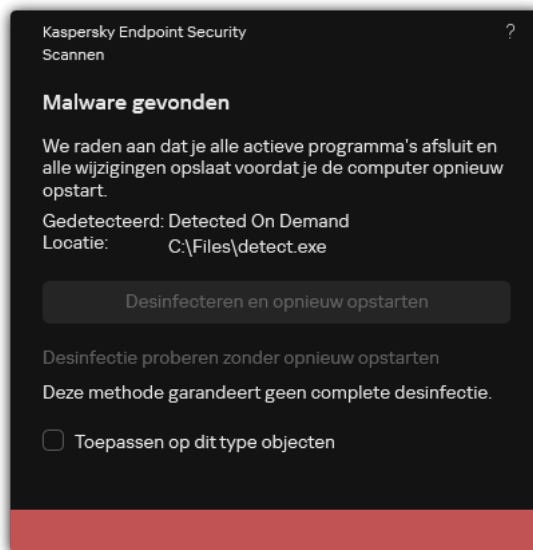 Kaspersky Endpoint Security
?
Scannen
Malware gevonden
We raden aan dat je alle actieve programma's afsluit en
alle wijzigingen opslaat voordat je de computer opnieuw
opstart.
Gedetecteerd: Detected On Demand
Locatie: C:\Files\detect.exe
Desinfecteren en opnieuw opstarten
Desinfectie proberen zonder opnieuw opstarten
Deze methode garandeert geen complete desinfectie.
Toepassen op dit type objecten